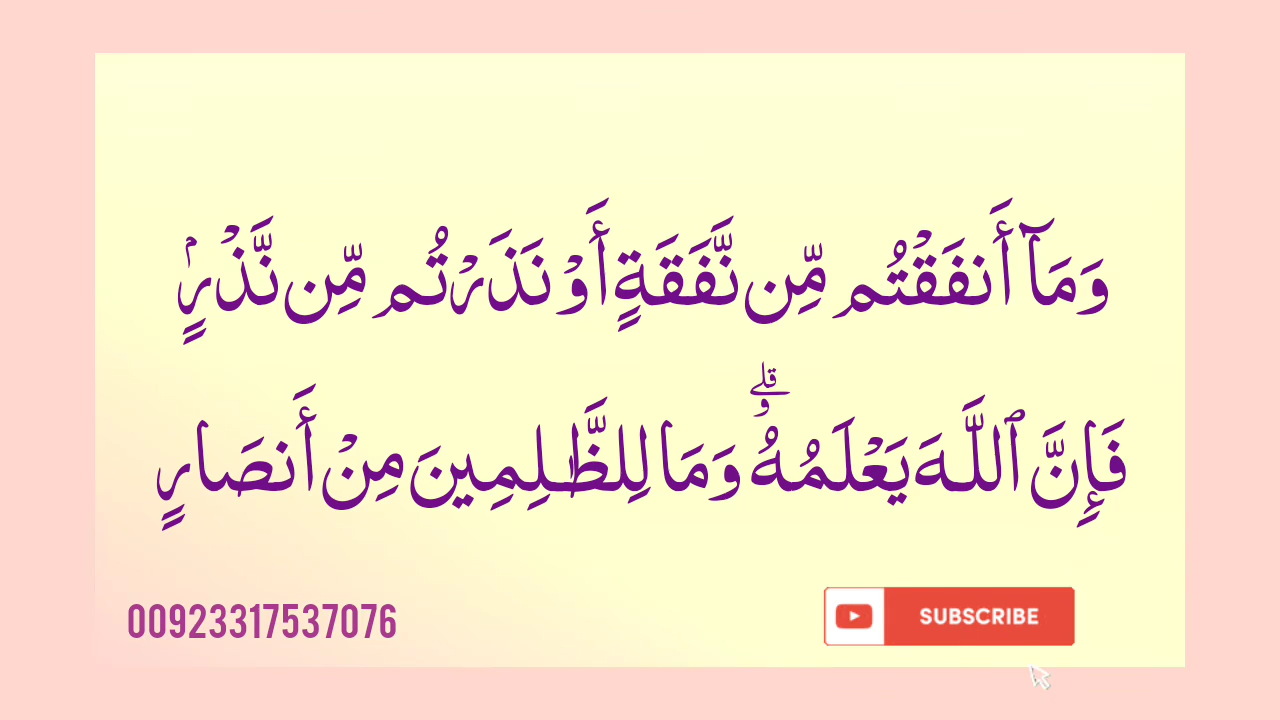 وَمَآ أَنفَقْتُم مِّن نَّفَقَةٍ أَوْ نَذَرْتُم مِّن نَّذْرٍۢ
فَإِنَّ ٱللَّهَ يَعْلَمُهُۥ ۗ وَمَا لِلظَّٰلِمِينَ مِنْ أَنصَارٍ
00923317537076
SUBSCRIBE